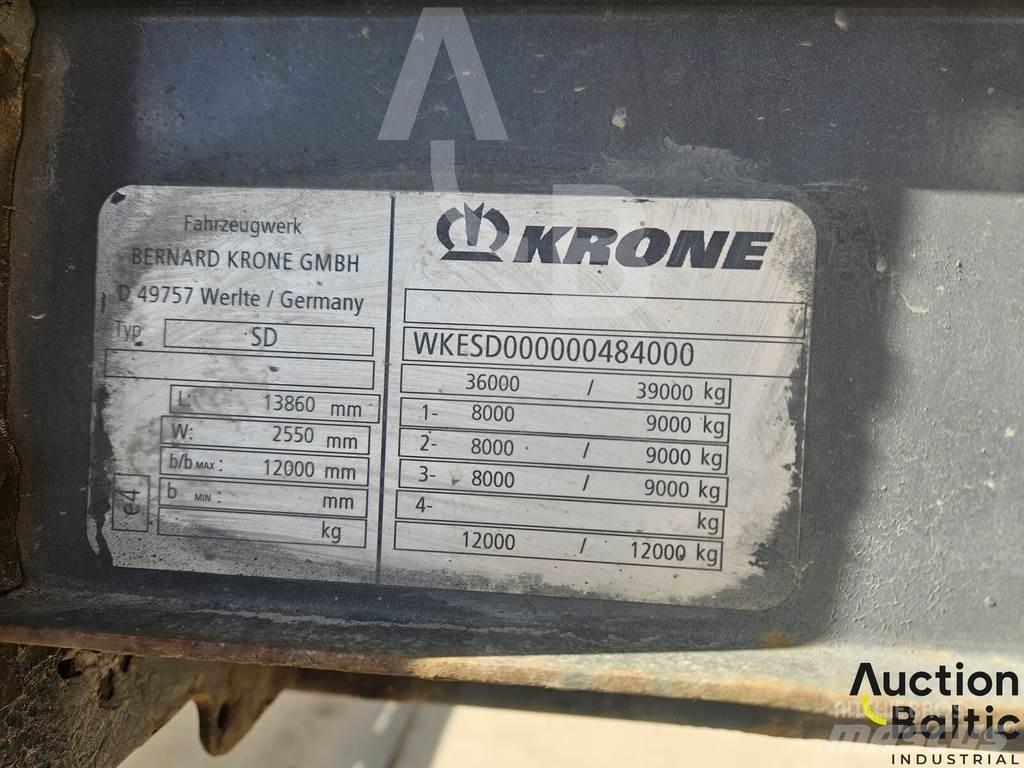 Fahrzeugwerk
BERNARD KRONE GMBH
D 49757 Werlte / Germany
Typ SD
L: 13860 mm
W: 2550 mm
b/b MAX: 12000 mm
b MIN: mm
kg
e4
KRONE
WKESD000000484000
36000 / 39000 kg
1- 8000 9000 kg
2- 8000 / 9000 kg
3- 8000 / 9000 kg
4- kg
12000 / 12000 kg
A
B
Auction
Baltic
INDUSTRIAL